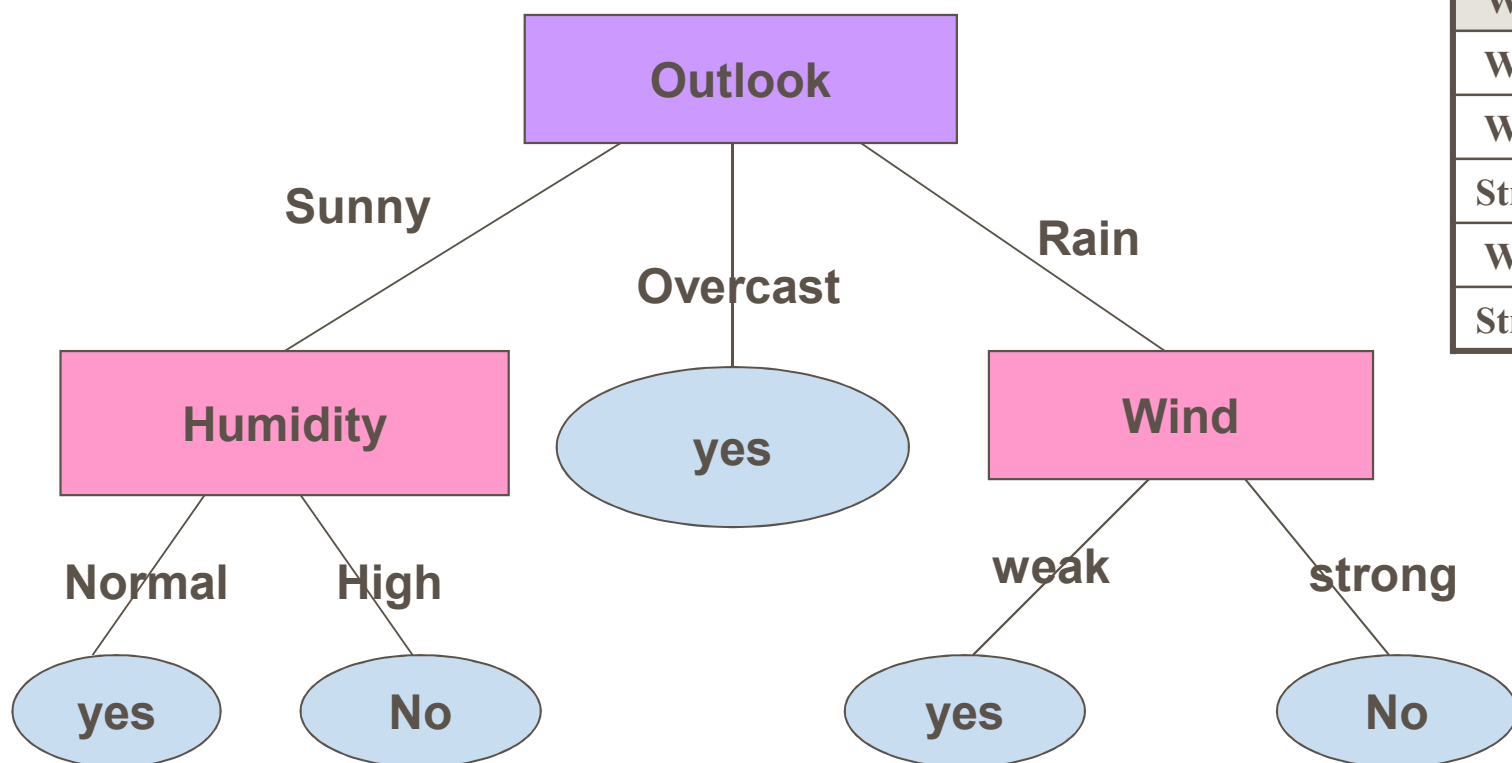 Outlook
Sunny
Rain
Overcast
Humidity
yes
Wind
Normal
High
weak
strong
yes
No
yes
No